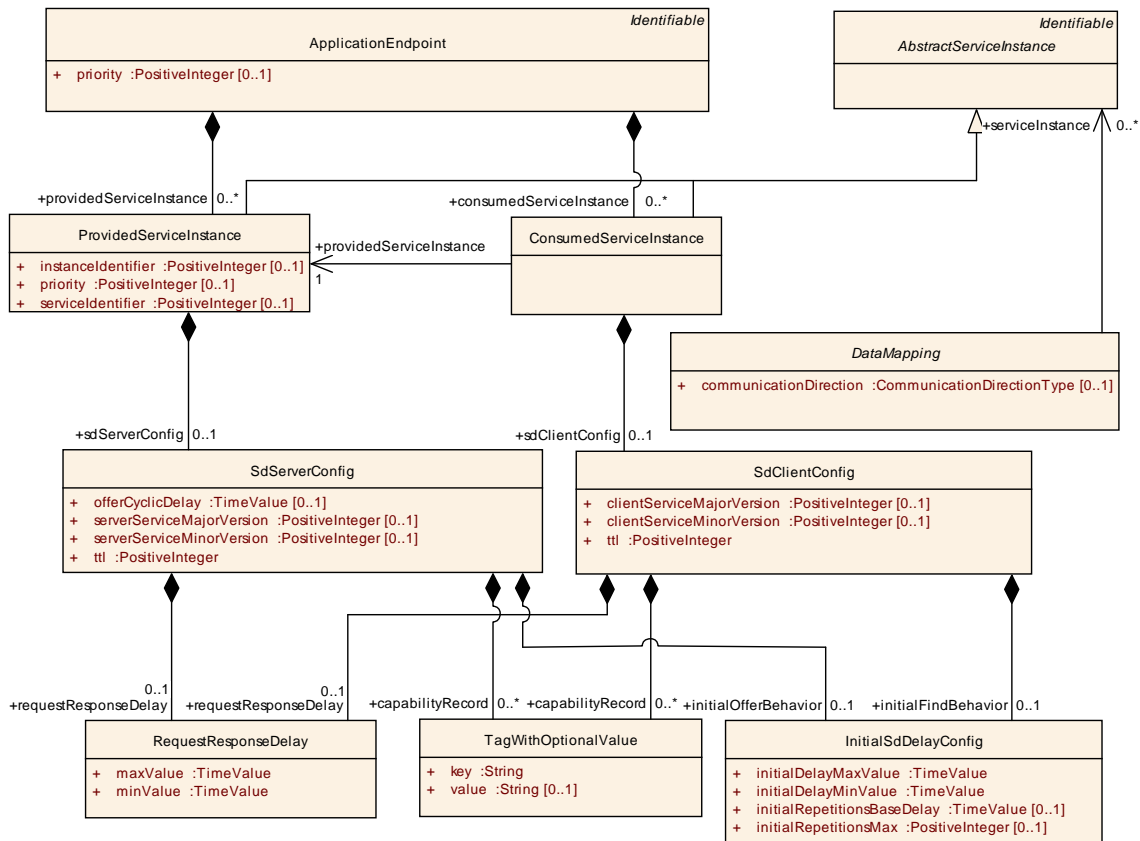 Identifiable
ApplicationEndpoint
+ priority :PositiveInteger [0..1]
Identifiable
AbstractServiceInstance
+serviceInstance
0..*
+providedServiceInstance
0..*
+consumedServiceInstance
0..*
ProvidedServiceInstance
+ instanceIdentifier :PositiveInteger [0..1]
+ priority :PositiveInteger [0..1]
+ serviceIdentifier :PositiveInteger [0..1]
+providedServiceInstance
1
ConsumedServiceInstance
DataMapping
+ communicationDirection :CommunicationDirectionType [0..1]
+sdServerConfig
0..1
+sdClientConfig
0..1
SdServerConfig
+ offerCyclicDelay :TimeValue [0..1]
+ serverServiceMajorVersion :PositiveInteger [0..1]
+ serverServiceMinorVersion :PositiveInteger [0..1]
+ ttl :PositiveInteger
SdClientConfig
+ clientServiceMajorVersion :PositiveInteger [0..1]
+ clientServiceMinorVersion :PositiveInteger [0..1]
+ ttl :PositiveInteger
0..1
+requestResponseDelay
0..1
+requestResponseDelay
+capabilityRecord
0..*
+capabilityRecord
0..*
+initialOfferBehavior
0..1
+initialFindBehavior
0..1
RequestResponseDelay
+ maxValue :TimeValue
+ minValue :TimeValue
TagWithOptionalValue
+ key :String
+ value :String [0..1]
InitialSdDelayConfig
+ initialDelayMaxValue :TimeValue
+ initialDelayMinValue :TimeValue
+ initialRepetitionsBaseDelay :TimeValue [0..1]
+ initialRepetitionsMax :PositiveInteger [0..1]